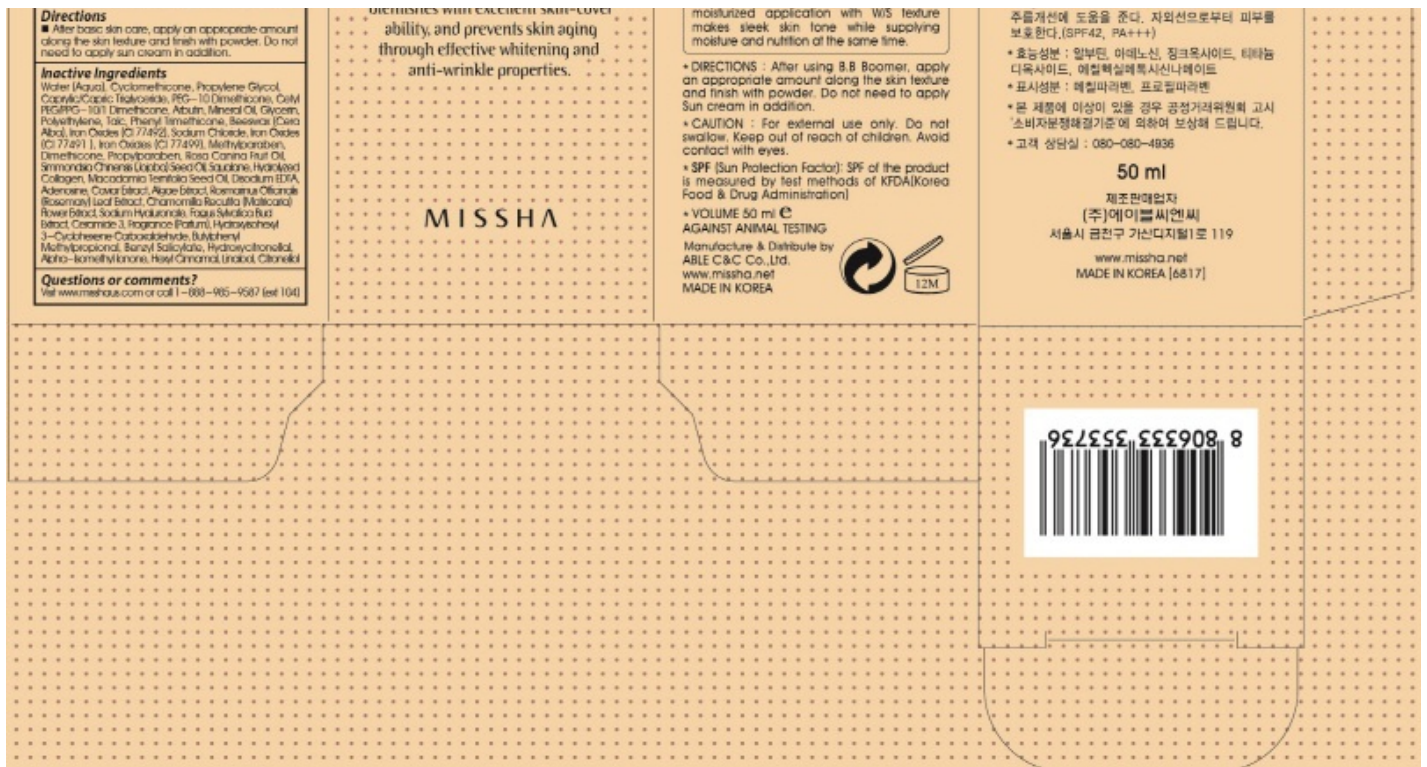 Directions
■ After basic skin care, apply an appropriate amount
along the skin texture and finish with powder. Do not
need to apply sun cream in addition.
Inactive Ingredients
Water (Aqua), Cyclomethicone, Propylene Glycol,
Caprylic/Capric Triglyceride, PEG-10 Dimethicone, Cetyl
PEG/PPG-10/1 Dimethicone, Arbutin, Mineral Oil, Glycerin,
Polyethylene, Talc, Phenyl Trimethicone, Beeswax (Cera
Alba), Iron Oxides (CI 77492), Sodium Chloride, Iron Oxides
(CI 77491 ), Iron Oxides (CI 77499), Methylparaben,
Dimethicone, Propylparaben, Rosa Canina Fruit Oil,
Simmondsia Chinensis (Jojoba) Seed Oil, Squalane, Hydrolyzed
Collagen, Macadamia Ternifolia Seed Oil, Disodium EDTA,
Adenosine, Caviar Extract, Algae Extract, Rosmarinus Officinalis
(Rosemary) Leaf Extract, Chamomilla Recutita (Matricaria)
Flower Extract, Sodium Hyaluronate, Fagus Sylvatica Bud
Extract, Ceramide 3, Fragrance (Parfum), Hydroxyisohexyl
3-Cyclohexene Carboxaldehyde, Butylphenyl
Methylpropional, Benzyl Salicylate, Hydroxycitronellal,
Alpha-Isomethyl Ionone, Hexyl Cinnamal, Linalool, Citronellol
Questions or comments?
Visit www.misshaus.com or call 1-888-985-9587 (ext 104)
blemishes with excellent skin-cover
ability, and prevents skin aging
through effective whitening and
anti-wrinkle properties.
MISSHA
moisturized application with W/S texture
makes sleek skin tone while supplying
moisture and nutrition at the same time.
* DIRECTIONS : After using B.B Boomer, apply
an appropriate amount along the skin texture
and finish with powder. Do not need to apply
Sun cream in addition.
* CAUTION : For external use only. Do not
swallow. Keep out of reach of children. Avoid
contact with eyes.
* SPF (Sun Protection Factor): SPF of the product
is measured by test methods of KFDA(Korea
Food & Drug Administration)
* VOLUME 50 ml ℮
AGAINST ANIMAL TESTING
Manufacture & Distribute by
ABLE C&C Co.,Ltd.
www.missha.net
MADE IN KOREA
12M
주름개선에 도움을 준다. 자외선으로부터 피부를
보호한다.(SPF42, PA+++)
* 효능성분 : 알부틴, 아데노신, 징크옥사이드, 티타늄
디옥사이드, 에칠헥실메톡시신나메이트
* 표시성분 : 메칠파라벤, 프로필파라벤
* 본 제품에 이상이 있을 경우 공정거래위원회 고시
'소비자분쟁해결기준'에 의하여 보상해 드립니다.
* 고객 상담실 : 080-080-4936
50 ml
제조판매업자
(주)에이블씨엔씨
서울시 금천구 가산디지털1로 119
www.missha.net
MADE IN KOREA [6817]
8 806333 353736